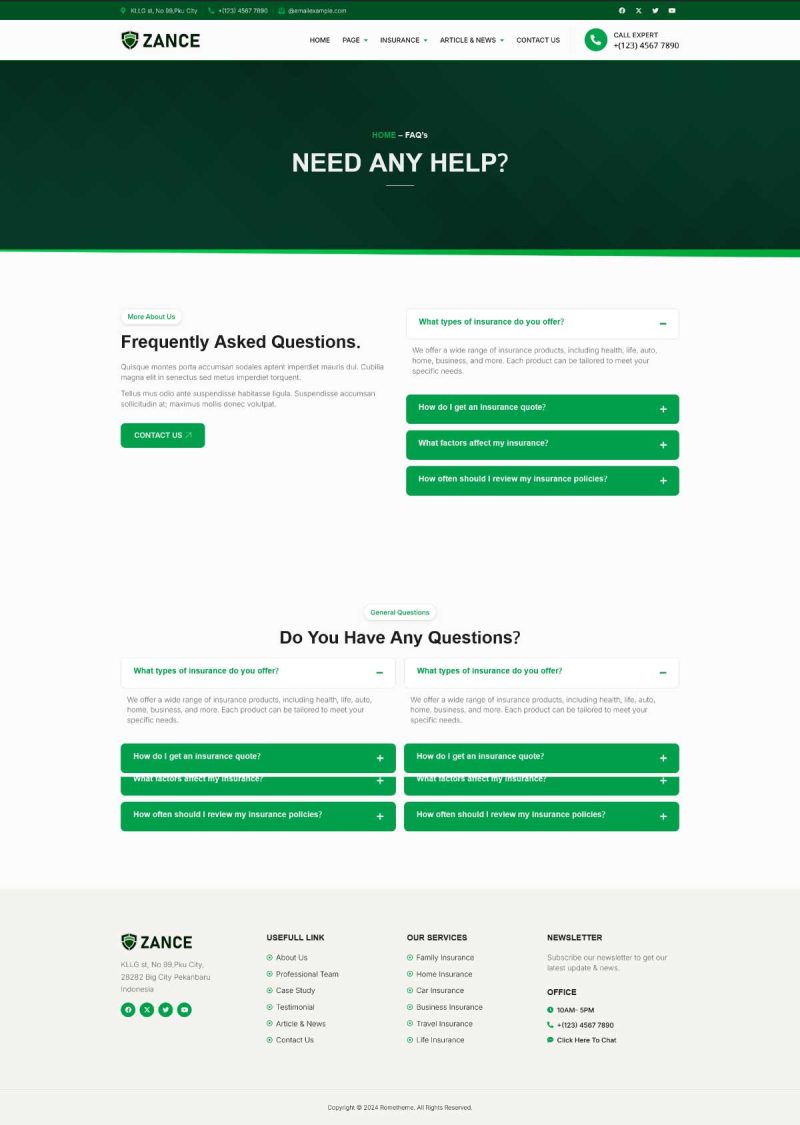 KLLG st, No 99,Pku City +(123) 4567 7890 @emailexample.com
ZANCE
HOME PAGE INSURANCE ARTICLE & NEWS CONTACT US
CALL EXPERT
+(123) 4567 7890
HOME – FAQ's
NEED ANY HELP?
More About Us
Frequently Asked Questions.
Quisque montes porta accumsan sodales aptent imperdiet mauris dui. Cubilia
magna elit in senectus sed metus imperdiet torquent.
Tellus mus odio ante suspendisse habitasse ligula. Suspendisse accumsan
sollicitudin at; maximus mollis donec volutpat.
CONTACT US
What types of insurance do you offer?
We offer a wide range of insurance products, including health, life, auto,
home, business, and more. Each product can be tailored to meet your
specific needs.
How do I get an insurance quote?
What factors affect my insurance?
How often should I review my insurance policies?
General Questions
Do You Have Any Questions?
What types of insurance do you offer?
We offer a wide range of insurance products, including health, life, auto,
home, business, and more. Each product can be tailored to meet your
specific needs.
How do I get an insurance quote?
What factors affect my insurance?
How often should I review my insurance policies?
What types of insurance do you offer?
We offer a wide range of insurance products, including health, life, auto,
home, business, and more. Each product can be tailored to meet your
specific needs.
How do I get an insurance quote?
What factors affect my insurance?
How often should I review my insurance policies?
ZANCE
KLLG st, No 99,Pku City,
28282 Big City Pekanbaru
Indonesia
USEFULL LINK
About Us
Professional Team
Case Study
Testimonial
Article & News
Contact Us
OUR SERVICES
Family Insurance
Home Insurance
Car Insurance
Business Insurance
Travel Insurance
Life Insurance
NEWSLETTER
Subscribe our newsletter to get our
latest update & news.
OFFICE
10AM- 5PM
+(123) 4567 7890
Click Here To Chat
Copyright © 2024 Rometheme. All Rights Reserved.